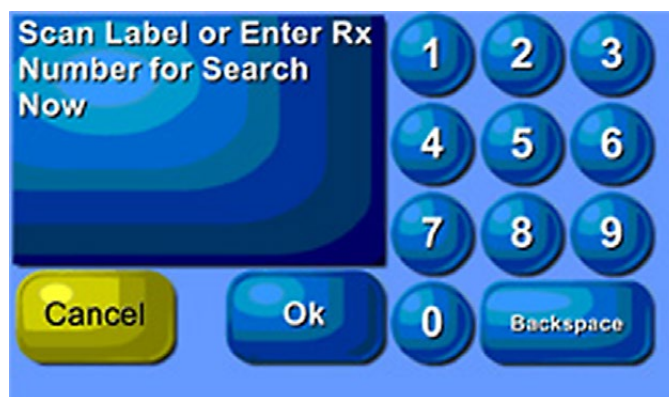 Scan Label or Enter Rx
Number for Search
Now
1 2 3
4 5 6
7 8 9
Cancel Ok 0 Backspace